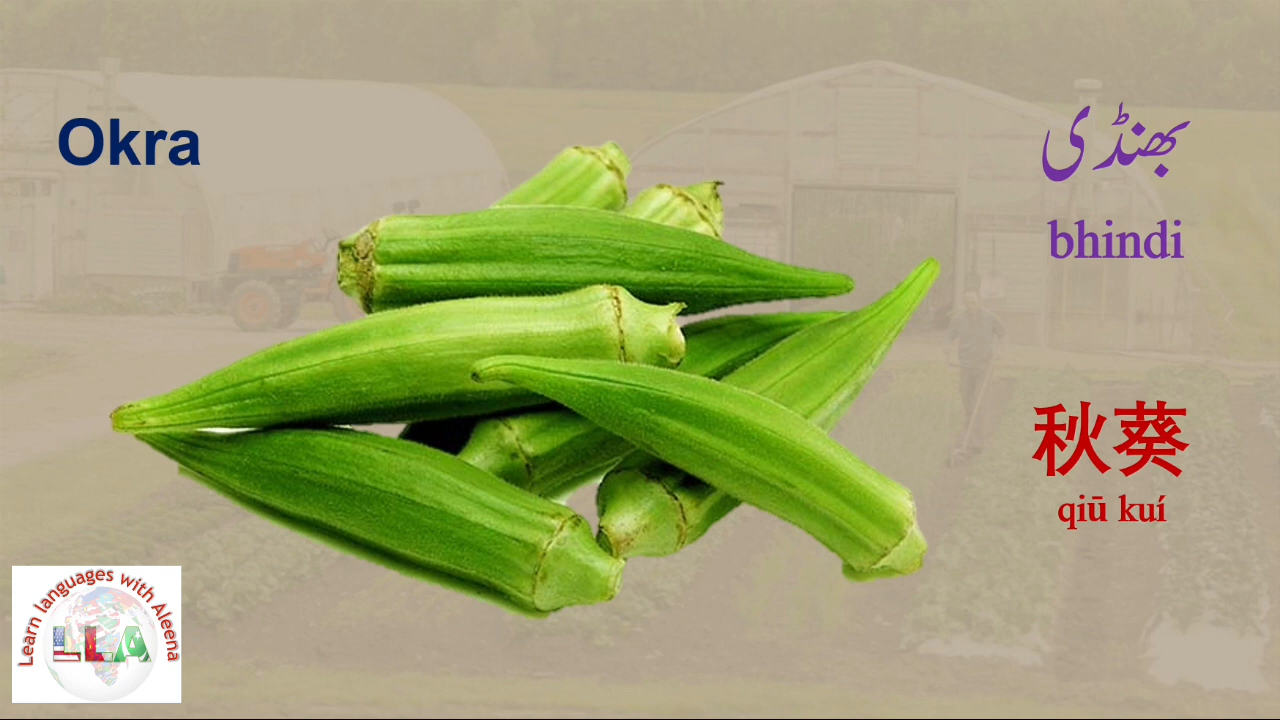 Okra
بھنڈی
bhindi
秋葵
qiū kuí
Learn languages with Aleena
LLA